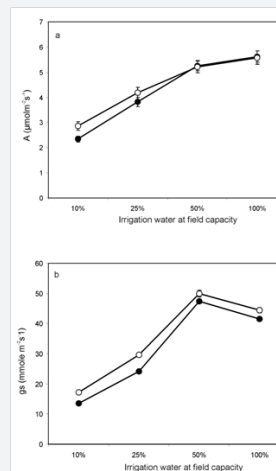 a
7
6
5
4
3
2
1
0
A (µmolm⁻²s⁻¹)
10% 25% 50% 100%
Irrigation water at field capacity
b
60
50
40
30
20
10
0
gs (mmole m⁻²s1)
10% 25% 50% 100%
Irrigation water at field capacity